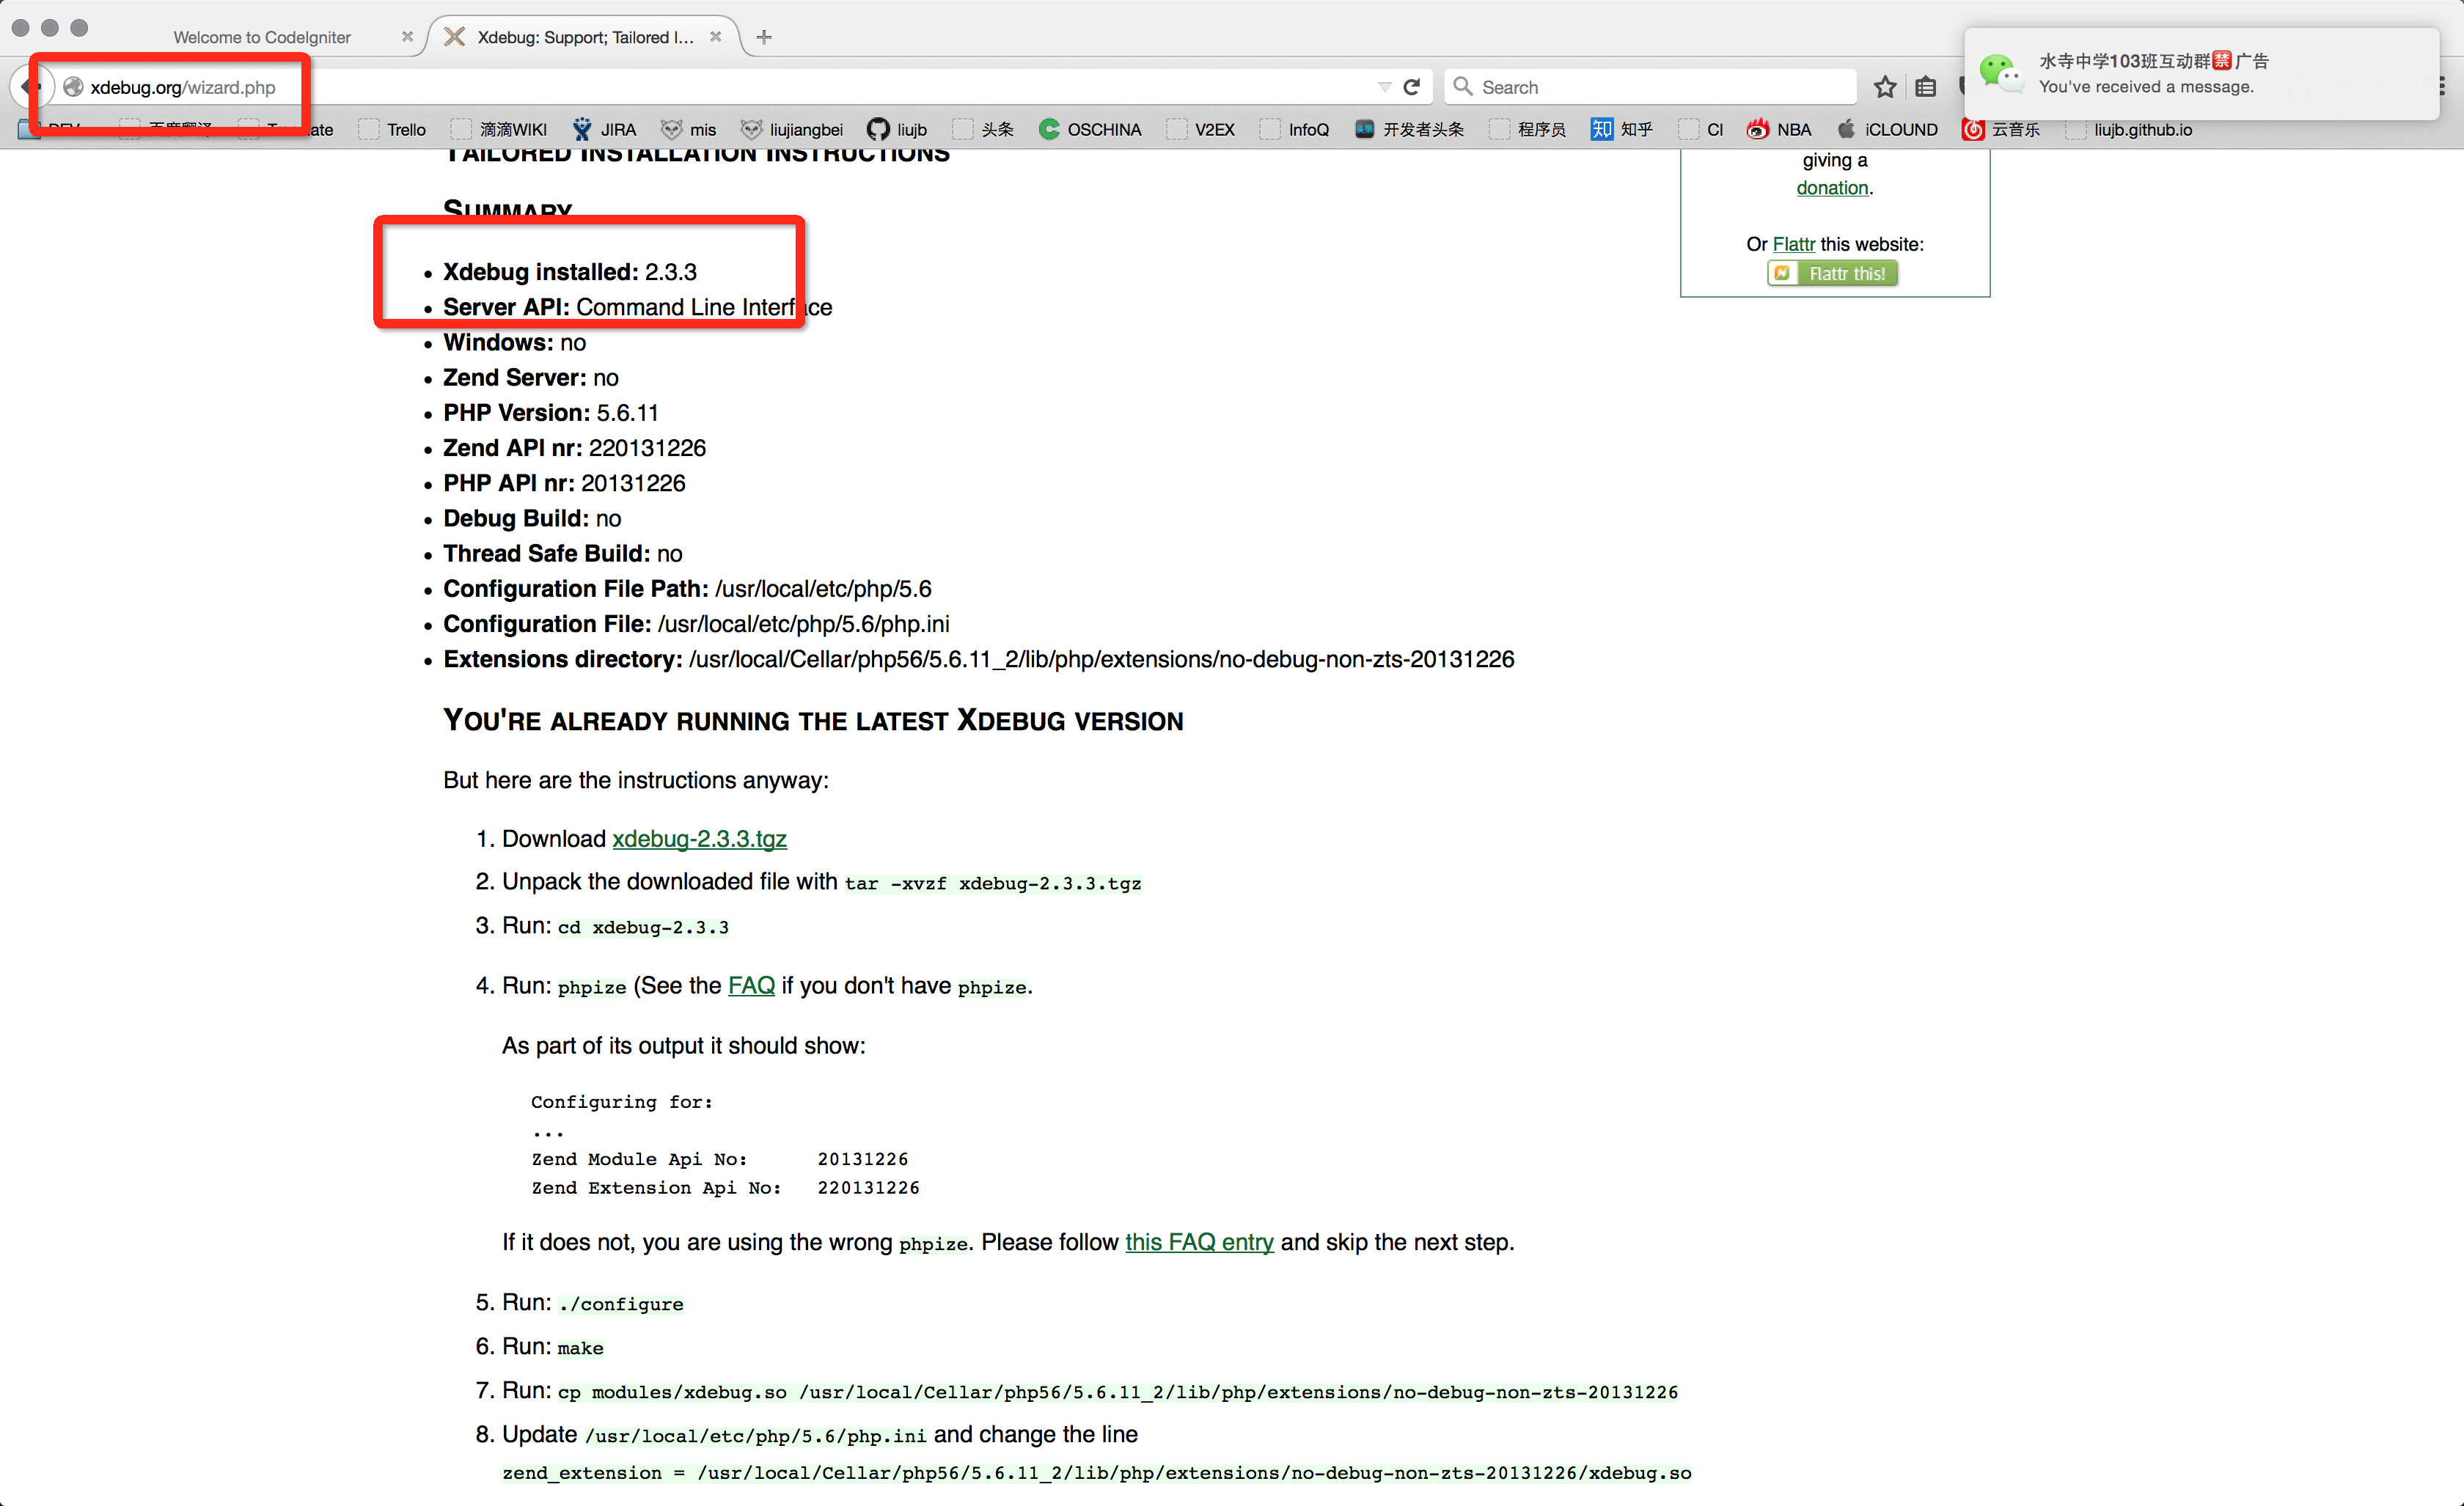 Welcome to CodeIgniter
Xdebug: Support; Tailored I...
xdebug.org/wizard.php
Search
水寺中学103班互动群🈲广告
You've received a message.
DEV 百度翻译 Translate Trello 滴滴WIKI JIRA mis liujiangbei liujb 头条 OSCHINA V2EX InfoQ 开发者头条 程序员 知乎 CI NBA iCLOUND 云音乐 liujb.github.io
TAILORED INSTALLATION INSTRUCTIONS
SUMMARY
• Xdebug installed: 2.3.3
• Server API: Command Line Interface
• Windows: no
• Zend Server: no
• PHP Version: 5.6.11
• Zend API nr: 220131226
• PHP API nr: 20131226
• Debug Build: no
• Thread Safe Build: no
• Configuration File Path: /usr/local/etc/php/5.6
• Configuration File: /usr/local/etc/php/5.6/php.ini
• Extensions directory: /usr/local/Cellar/php56/5.6.11_2/lib/php/extensions/no-debug-non-zts-20131226
YOU'RE ALREADY RUNNING THE LATEST XDEBUG VERSION
But here are the instructions anyway:
1. Download xdebug-2.3.3.tgz
2. Unpack the downloaded file with tar -xvzf xdebug-2.3.3.tgz
3. Run: cd xdebug-2.3.3
4. Run: phpize (See the FAQ if you don't have phpize.
As part of its output it should show:
Configuring for:
...
Zend Module Api No: 20131226
Zend Extension Api No: 220131226
If it does not, you are using the wrong phpize. Please follow this FAQ entry and skip the next step.
5. Run: ./configure
6. Run: make
7. Run: cp modules/xdebug.so /usr/local/Cellar/php56/5.6.11_2/lib/php/extensions/no-debug-non-zts-20131226
8. Update /usr/local/etc/php/5.6/php.ini and change the line
zend_extension = /usr/local/Cellar/php56/5.6.11_2/lib/php/extensions/no-debug-non-zts-20131226/xdebug.so
giving a
donation.
Or Flattr this website:
Flattr this!